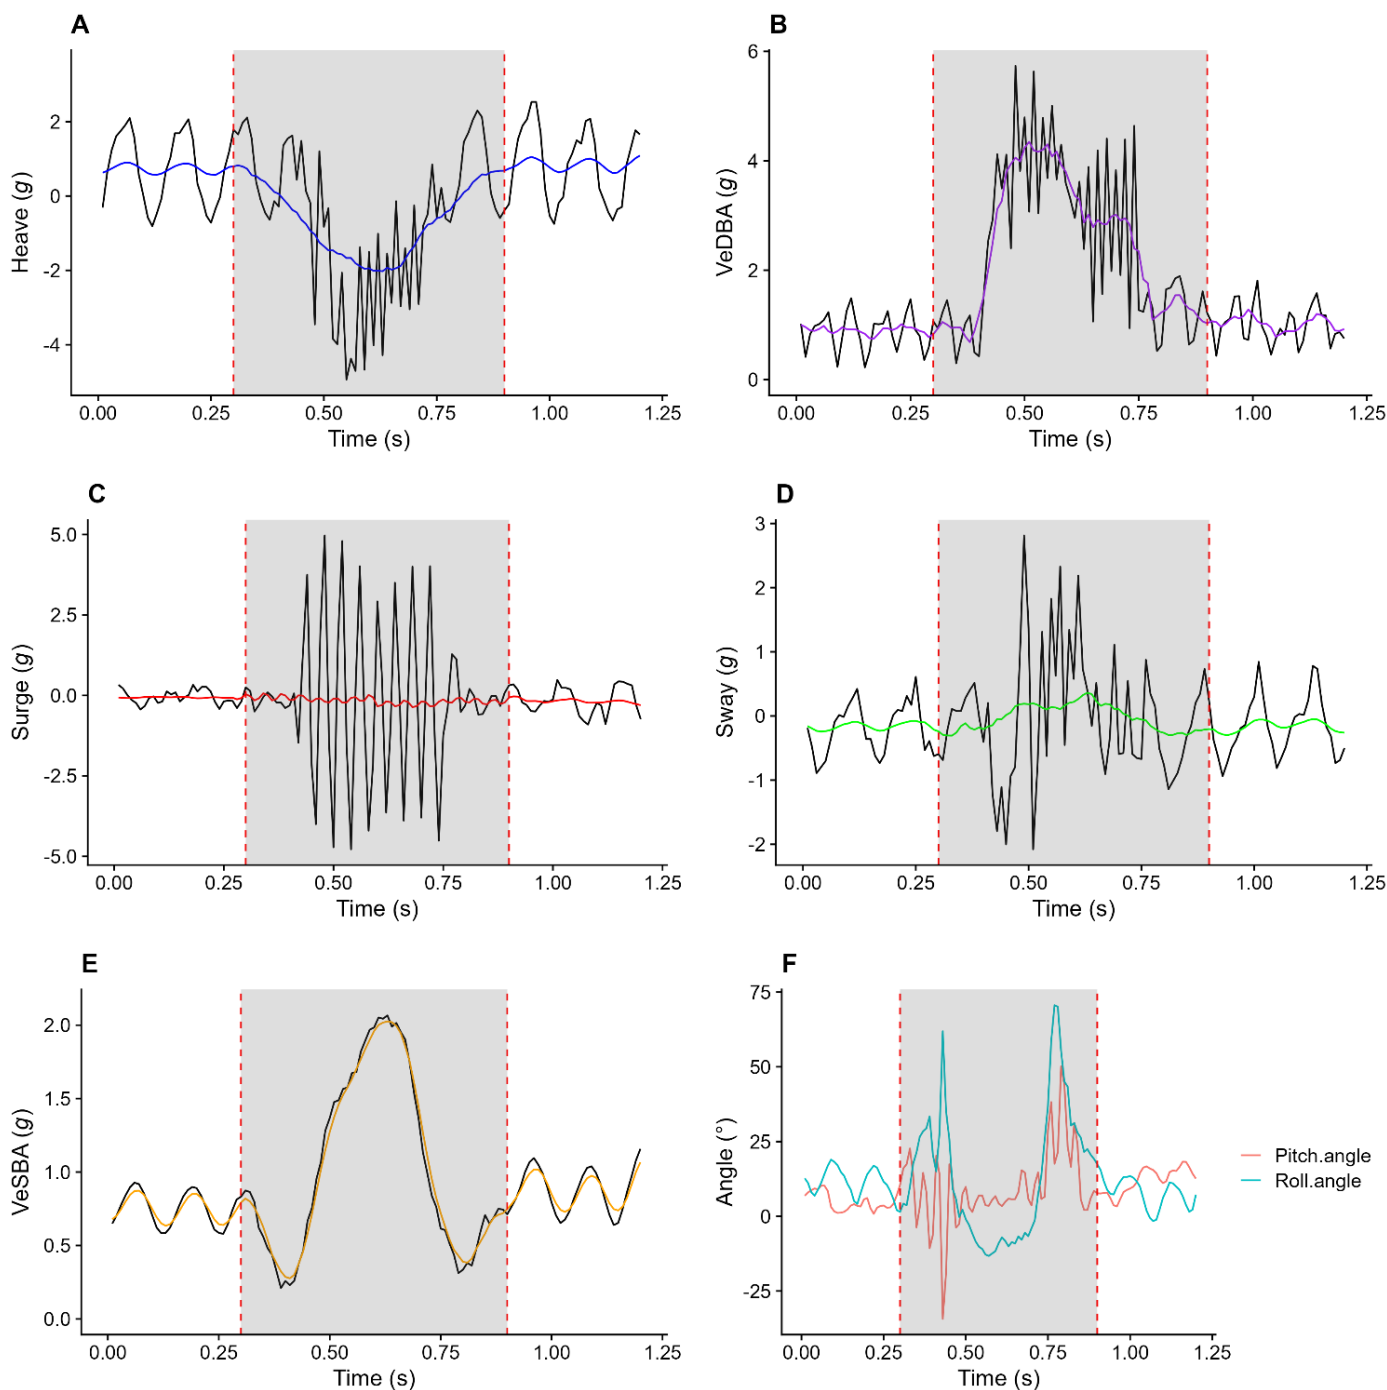 A
Heave (g)
2
0
-2
-4
0.00 0.25 0.50 0.75 1.00 1.25
Time (s)
B
VeDBA (g)
6
4
2
0
0.00 0.25 0.50 0.75 1.00 1.25
Time (s)
C
Surge (g)
5.0
2.5
0.0
-2.5
-5.0
0.00 0.25 0.50 0.75 1.00 1.25
Time (s)
D
Sway (g)
3
2
1
0
-1
-2
0.00 0.25 0.50 0.75 1.00 1.25
Time (s)
E
VeSBA (g)
2.0
1.5
1.0
0.5
0.0
0.00 0.25 0.50 0.75 1.00 1.25
Time (s)
F
Angle (°)
75
50
25
0
-25
0.00 0.25 0.50 0.75 1.00 1.25
Time (s)
Pitch.angle
Roll.angle